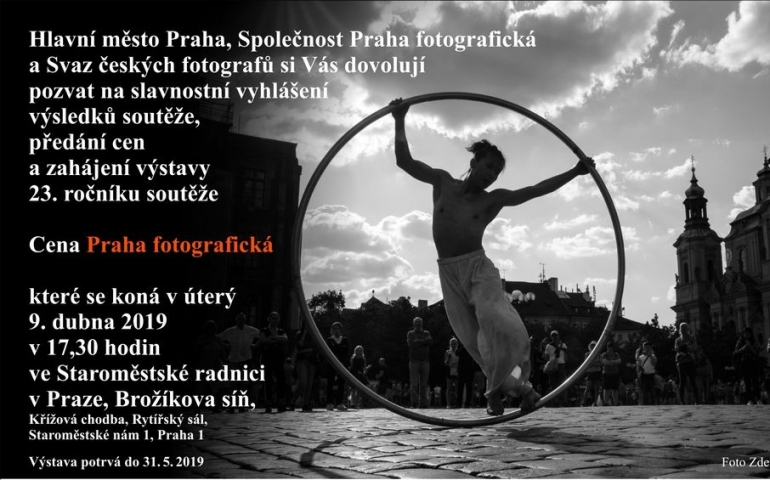 Hlavní město Praha, Společnost Praha fotografická
a Svaz českých fotografů si Vás dovolují
pozvat na slavnostní vyhlášení
výsledků soutěže,
předání cen
a zahájení výstavy
23. ročníku soutěže
Cena Praha fotografická
které se koná v úterý
9. dubna 2019
v 17,30 hodin
ve Staroměstské radnici
v Praze, Brožíkova síň,
Křížová chodba, Rytířský sál,
Staroměstské nám 1, Praha 1
Výstava potrvá do 31. 5. 2019
Foto Zde